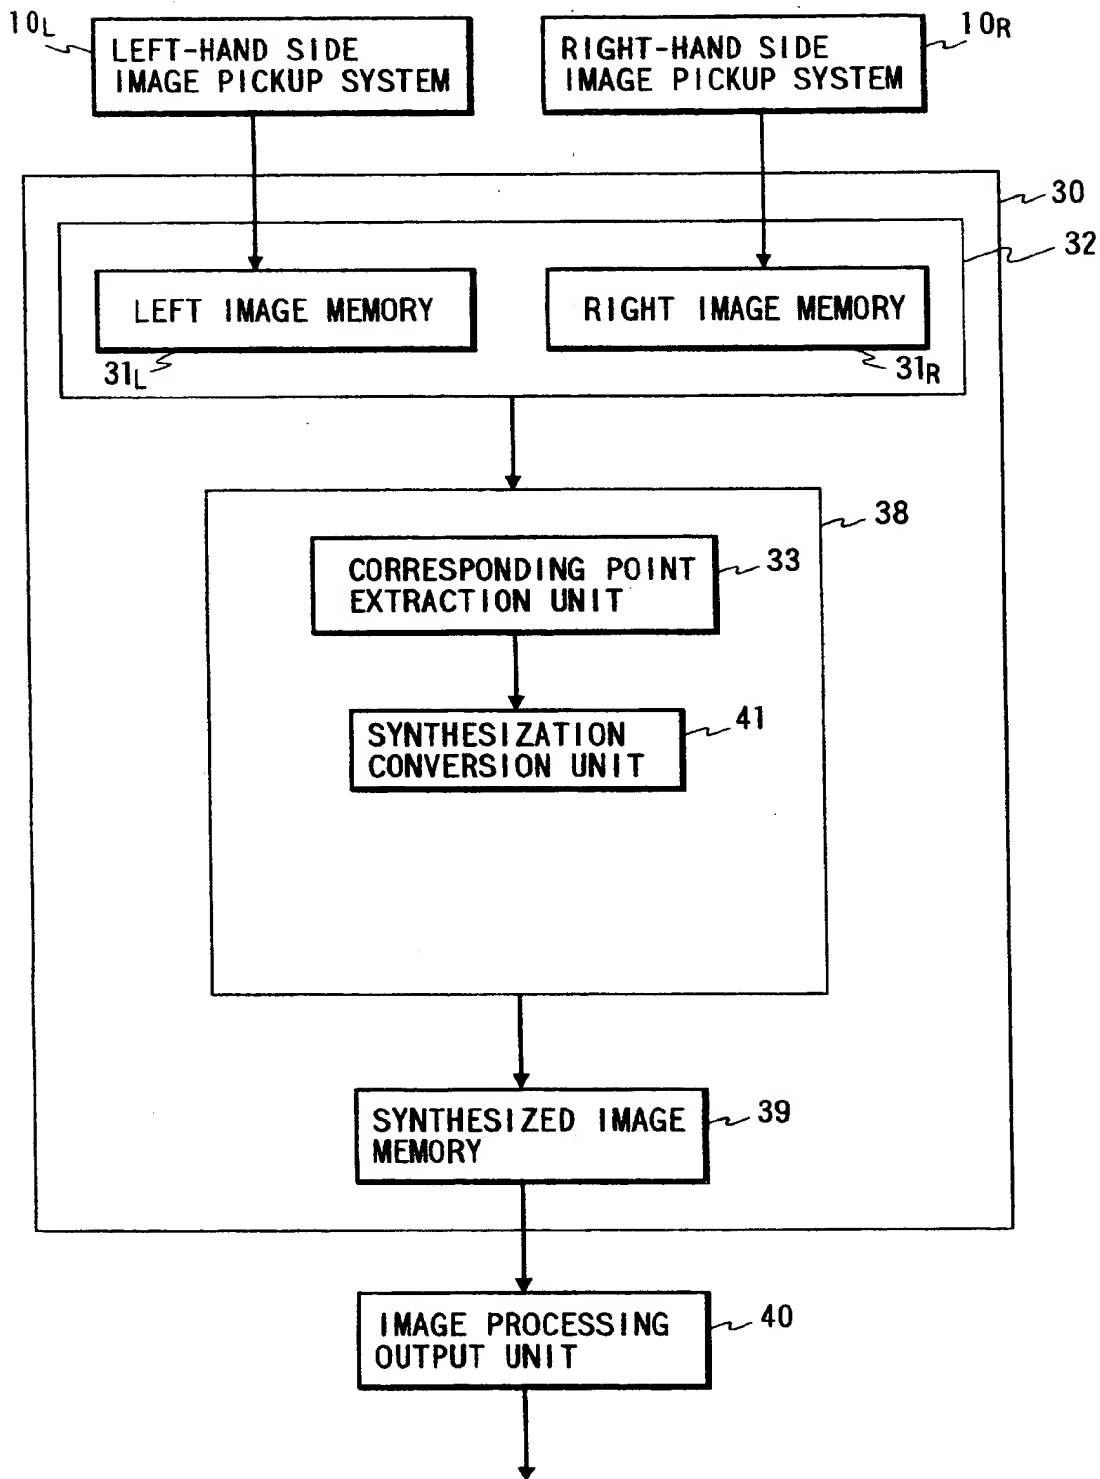 10L
LEFT-HAND SIDE
IMAGE PICKUP SYSTEM
RIGHT-HAND SIDE
IMAGE PICKUP SYSTEM
10R
30
32
LEFT IMAGE MEMORY
31L
RIGHT IMAGE MEMORY
31R
38
CORRESPONDING POINT
EXTRACTION UNIT
33
SYNTHESIZATION
CONVERSION UNIT
41
SYNTHESIZED IMAGE
MEMORY
39
IMAGE PROCESSING
OUTPUT UNIT
40